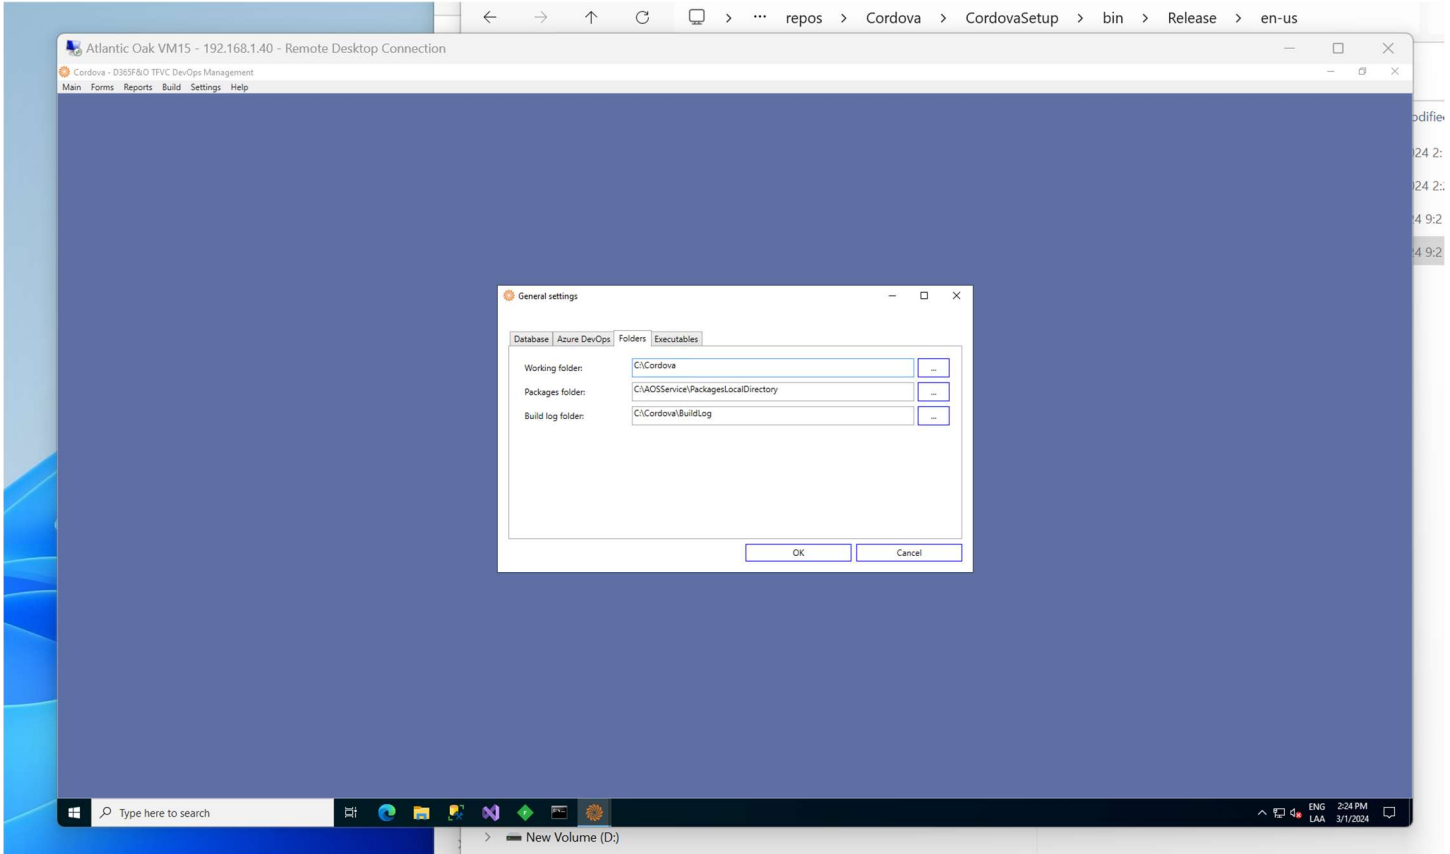 repos > Cordova > CordovaSetup > bin > Release > en-us
Atlantic Oak VM15 - 192.168.1.40 - Remote Desktop Connection
Cordova - D365F&O TFVC DevOps Management
Main Forms Reports Build Settings Help
odified
024 2:
024 2:
4 9:2
4 9:2
General settings
Database Azure DevOps Folders Executables
Working folder: C:\Cordova ...
Packages folder: C:\AOSService\PackagesLocalDirectory ...
Build log folder: C:\Cordova\BuildLog ...
OK Cancel
Type here to search
ENG 2:24 PM
LAA 3/1/2024
New Volume (D:)